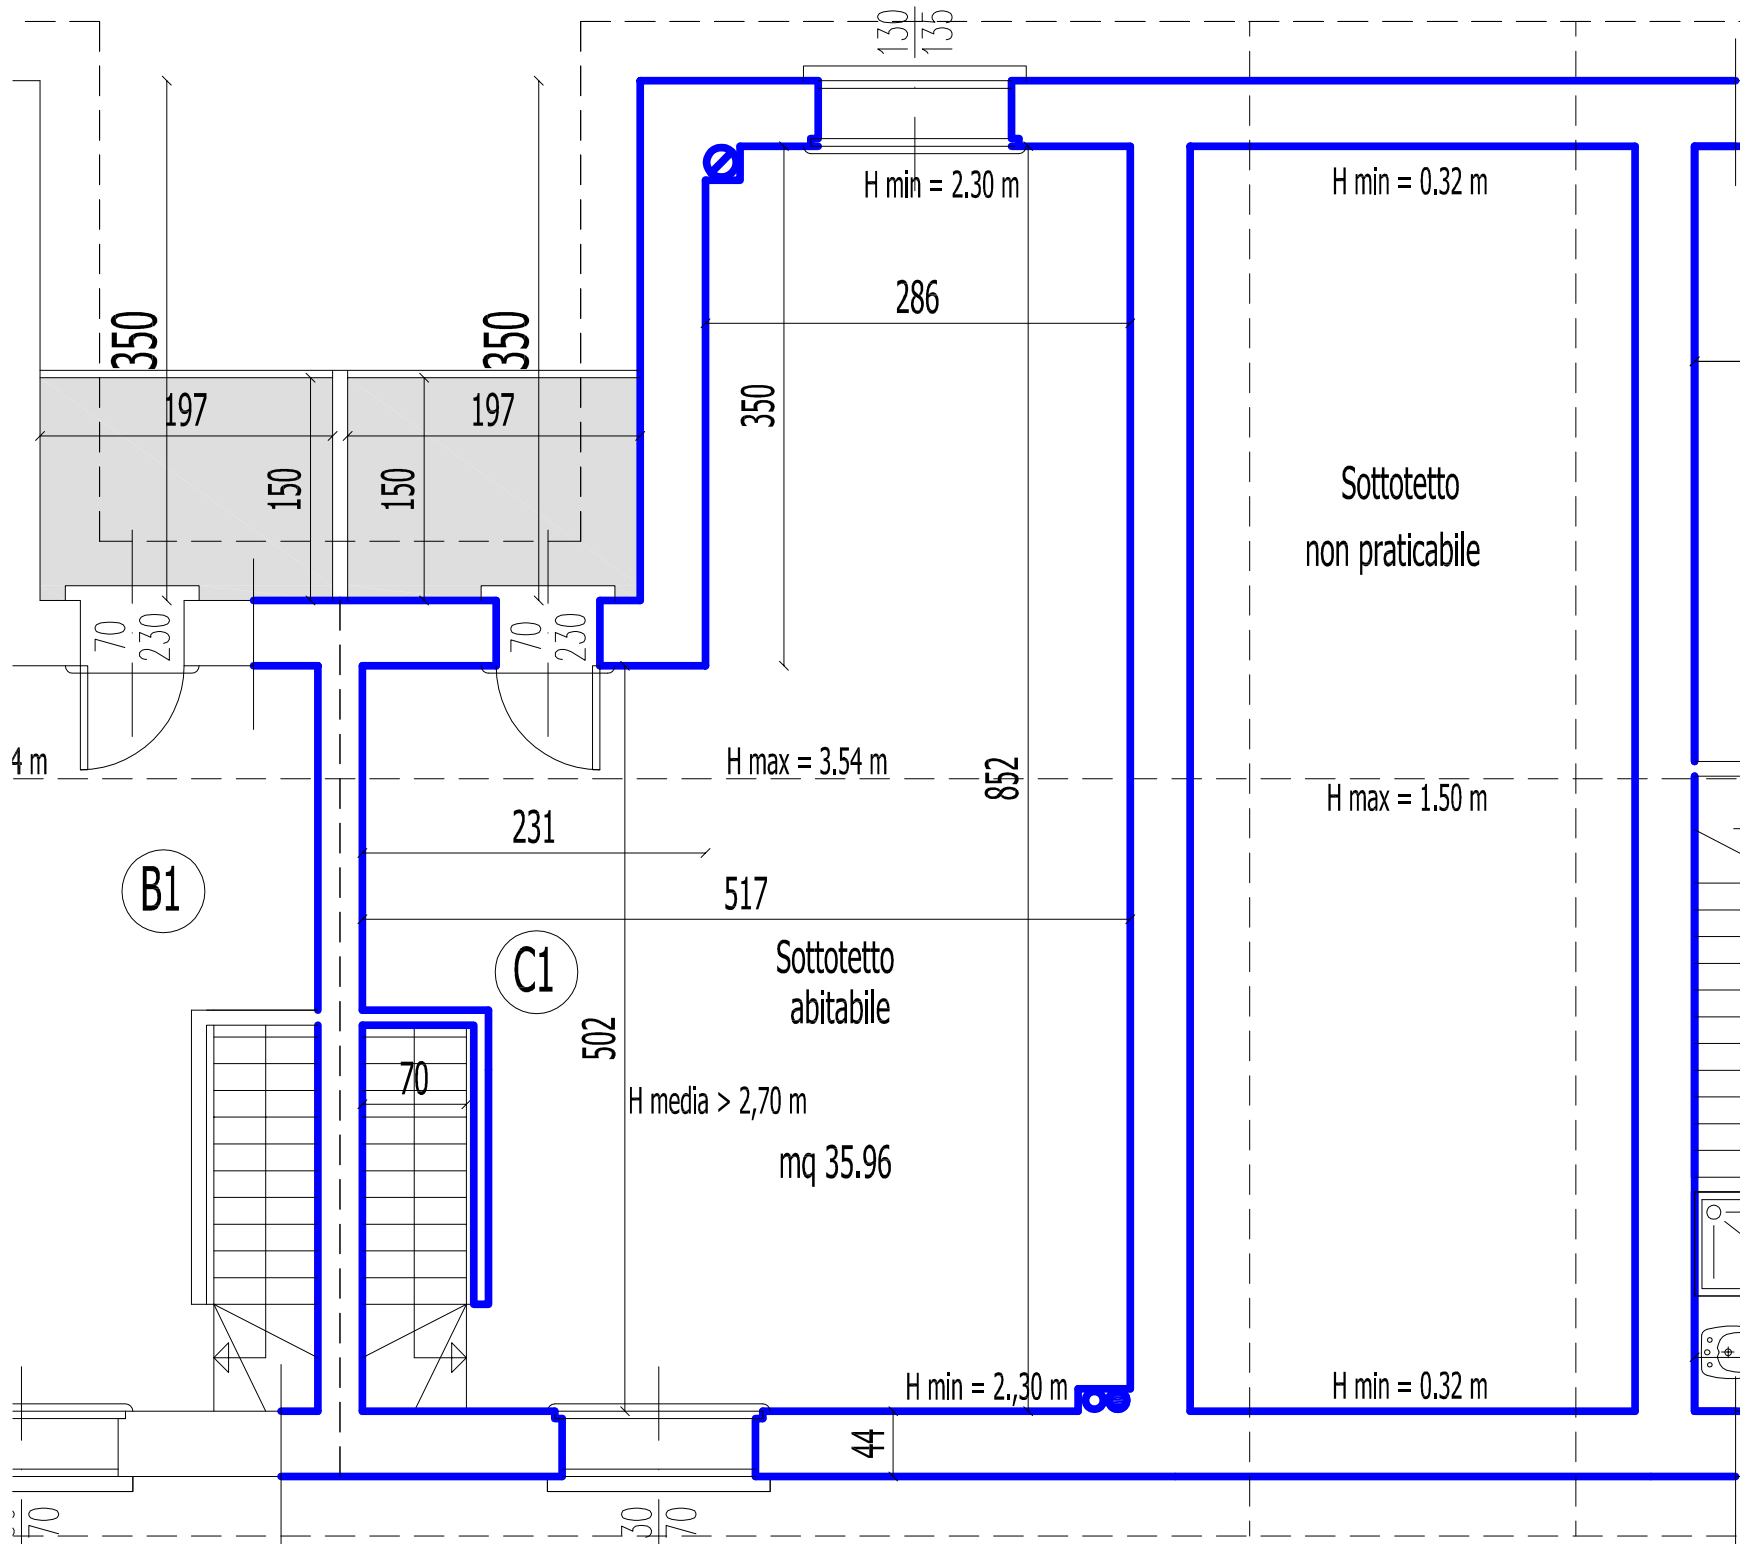 130
135
H min = 2.30 m
H min = 0.32 m
286
350
350
350
197
197
150
150
Sottotetto
non praticabile
70
230
70
230
4 m
H max = 3.54 m
852
H max = 1.50 m
231
B1
517
C1
Sottotetto
abitabile
502
70
H media > 2,70 m
mq 35.96
H min = 2.,30 m
H min = 0.32 m
44
70
30
70